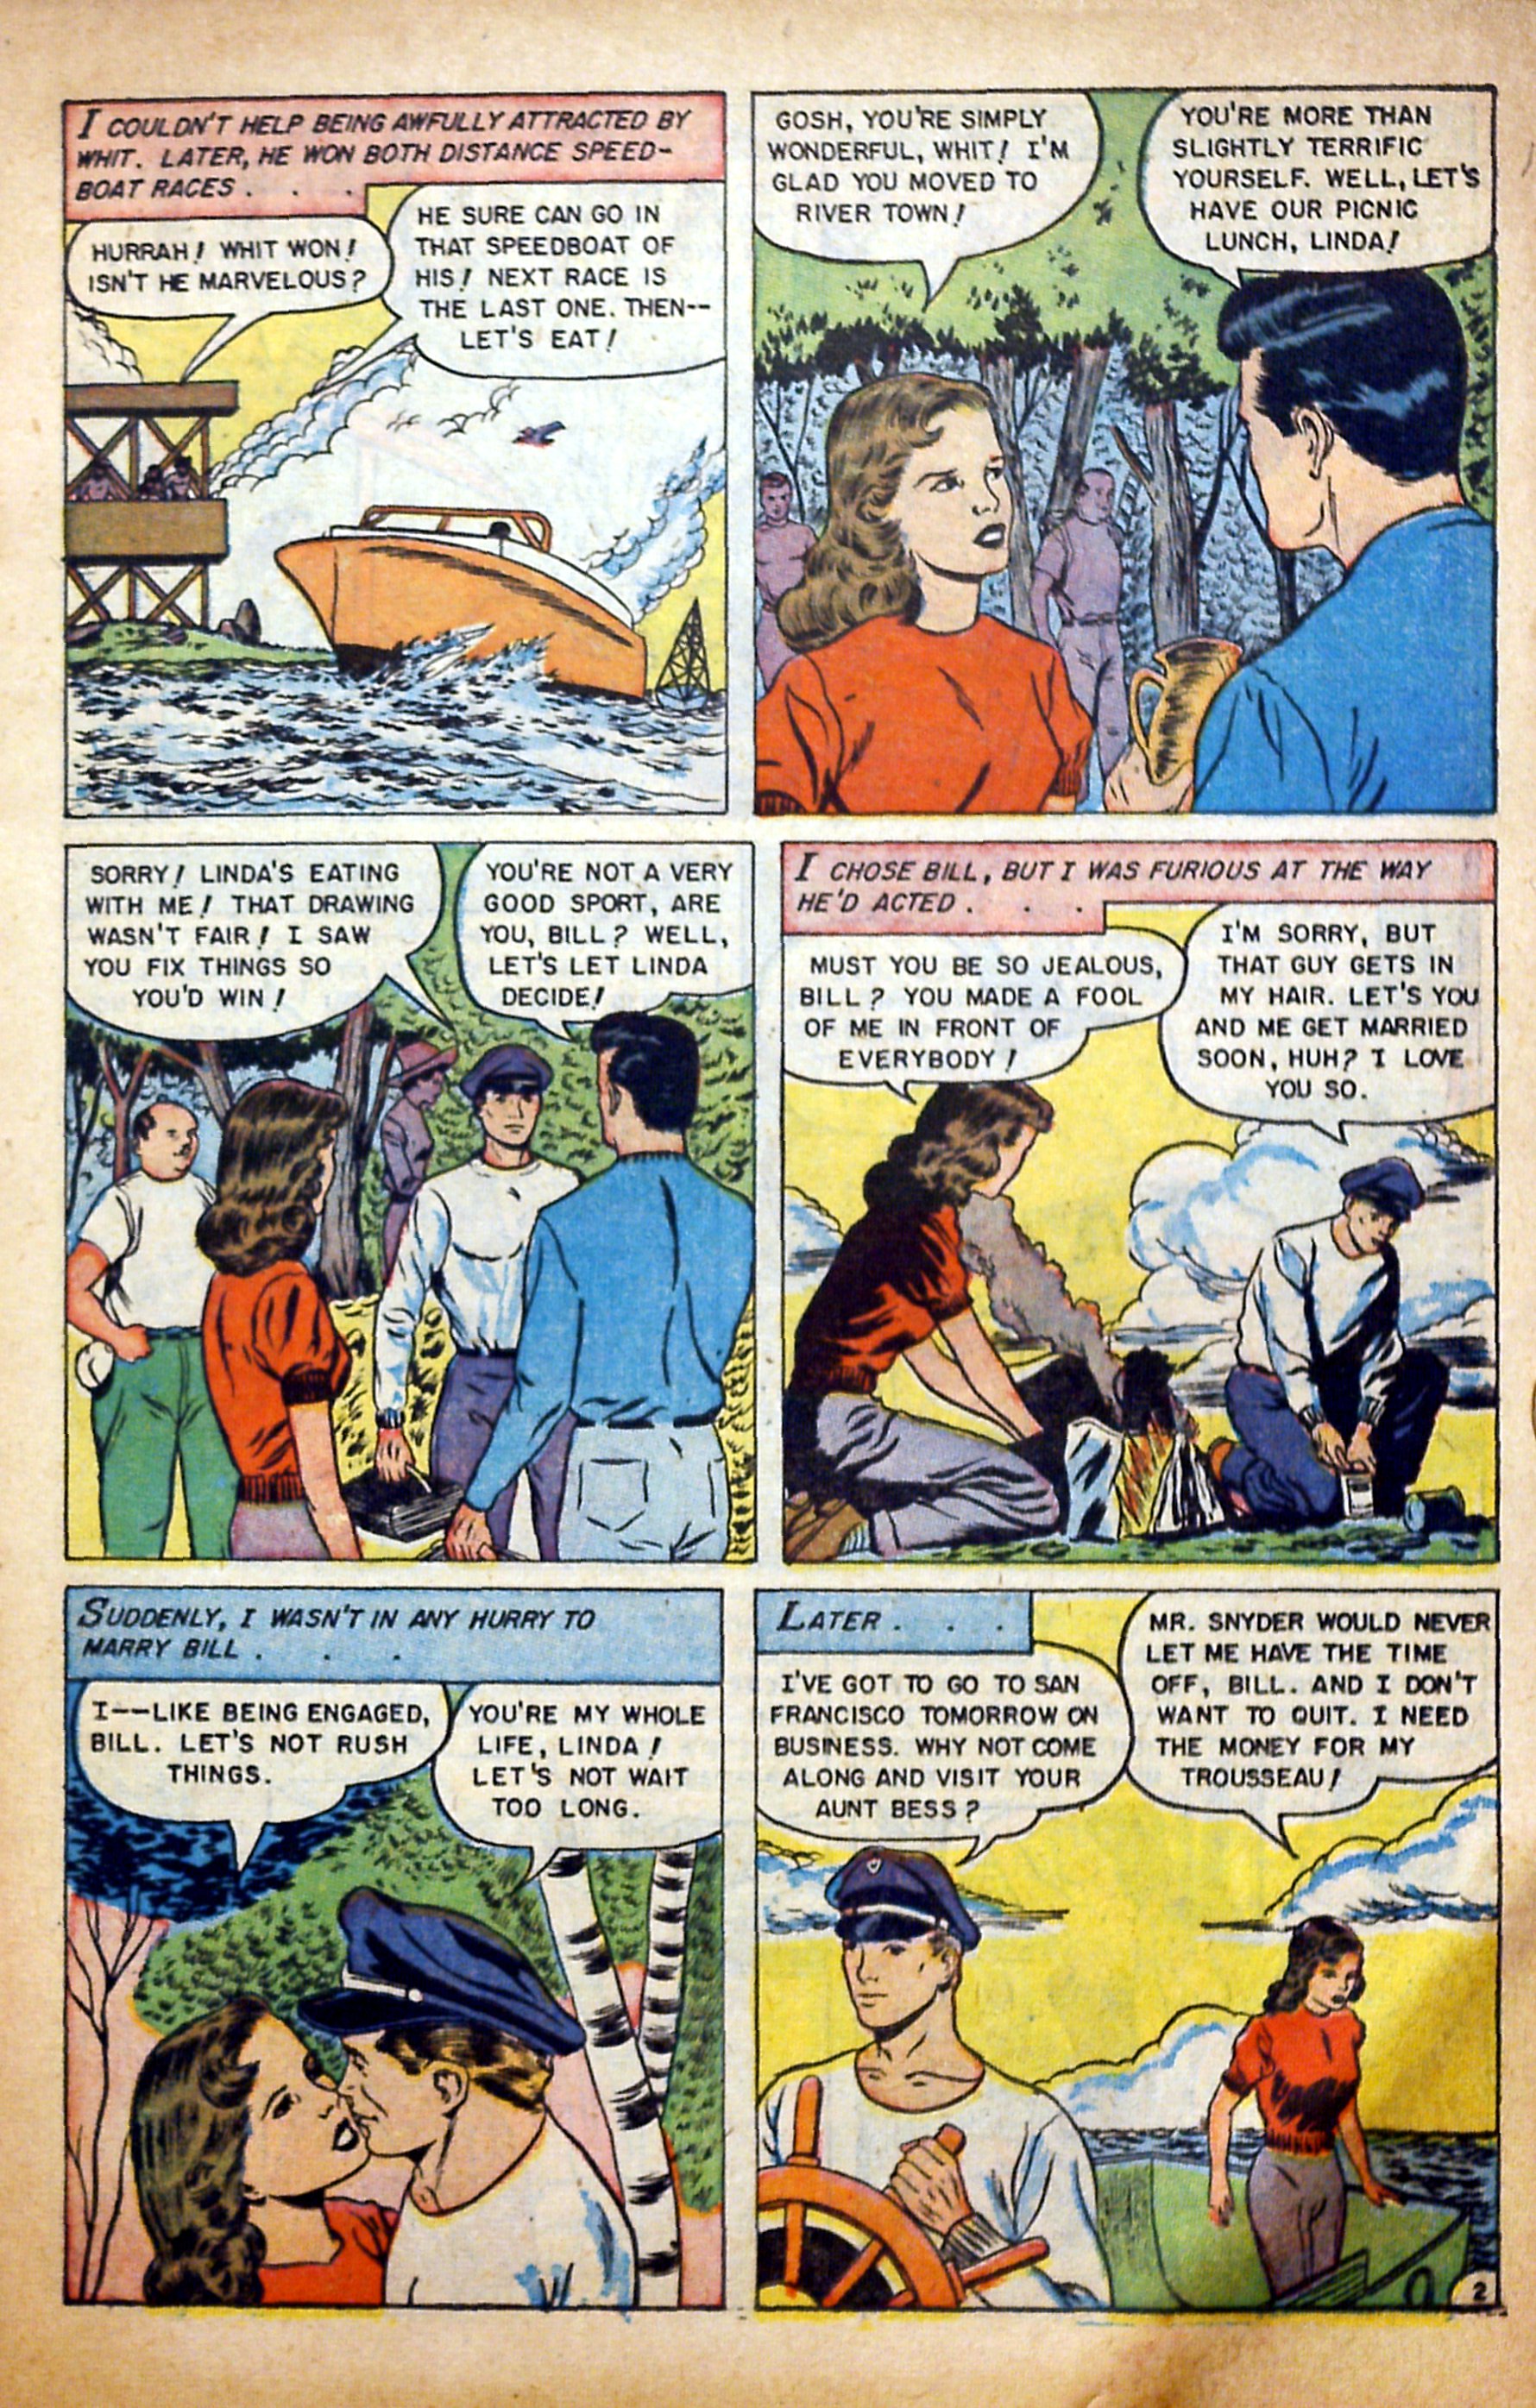 I COULDN'T HELP BEING AWFULLY ATTRACTED BY
WHIT. LATER, HE WON BOTH DISTANCE SPEED-
BOAT RACES . . .
HURRAH! WHIT WON!
ISN'T HE MARVELOUS?
HE SURE CAN GO IN
THAT SPEEDBOAT OF
HIS! NEXT RACE IS
THE LAST ONE. THEN--
LET'S EAT!
GOSH, YOU'RE SIMPLY
WONDERFUL, WHIT! I'M
GLAD YOU MOVED TO
RIVER TOWN!
YOU'RE MORE THAN
SLIGHTLY TERRIFIC
YOURSELF. WELL, LET'S
HAVE OUR PICNIC
LUNCH, LINDA!
SORRY! LINDA'S EATING
WITH ME! THAT DRAWING
WASN'T FAIR! I SAW
YOU FIX THINGS SO
YOU'D WIN!
YOU'RE NOT A VERY
GOOD SPORT, ARE
YOU, BILL? WELL,
LET'S LET LINDA
DECIDE!
I CHOSE BILL, BUT I WAS FURIOUS AT THE WAY
HE'D ACTED . . .
MUST YOU BE SO JEALOUS,
BILL? YOU MADE A FOOL
OF ME IN FRONT OF
EVERYBODY!
I'M SORRY, BUT
THAT GUY GETS IN
MY HAIR. LET'S YOU
AND ME GET MARRIED
SOON, HUH? I LOVE
YOU SO.
SUDDENLY, I WASN'T IN ANY HURRY TO
MARRY BILL . . .
I--LIKE BEING ENGAGED,
BILL. LET'S NOT RUSH
THINGS.
YOU'RE MY WHOLE
LIFE, LINDA!
LET'S NOT WAIT
TOO LONG.
LATER . . .
I'VE GOT TO GO TO SAN
FRANCISCO TOMORROW ON
BUSINESS. WHY NOT COME
ALONG AND VISIT YOUR
AUNT BESS?
MR. SNYDER WOULD NEVER
LET ME HAVE THE TIME
OFF, BILL. AND I DON'T
WANT TO QUIT. I NEED
THE MONEY FOR MY
TROUSSEAU!
2